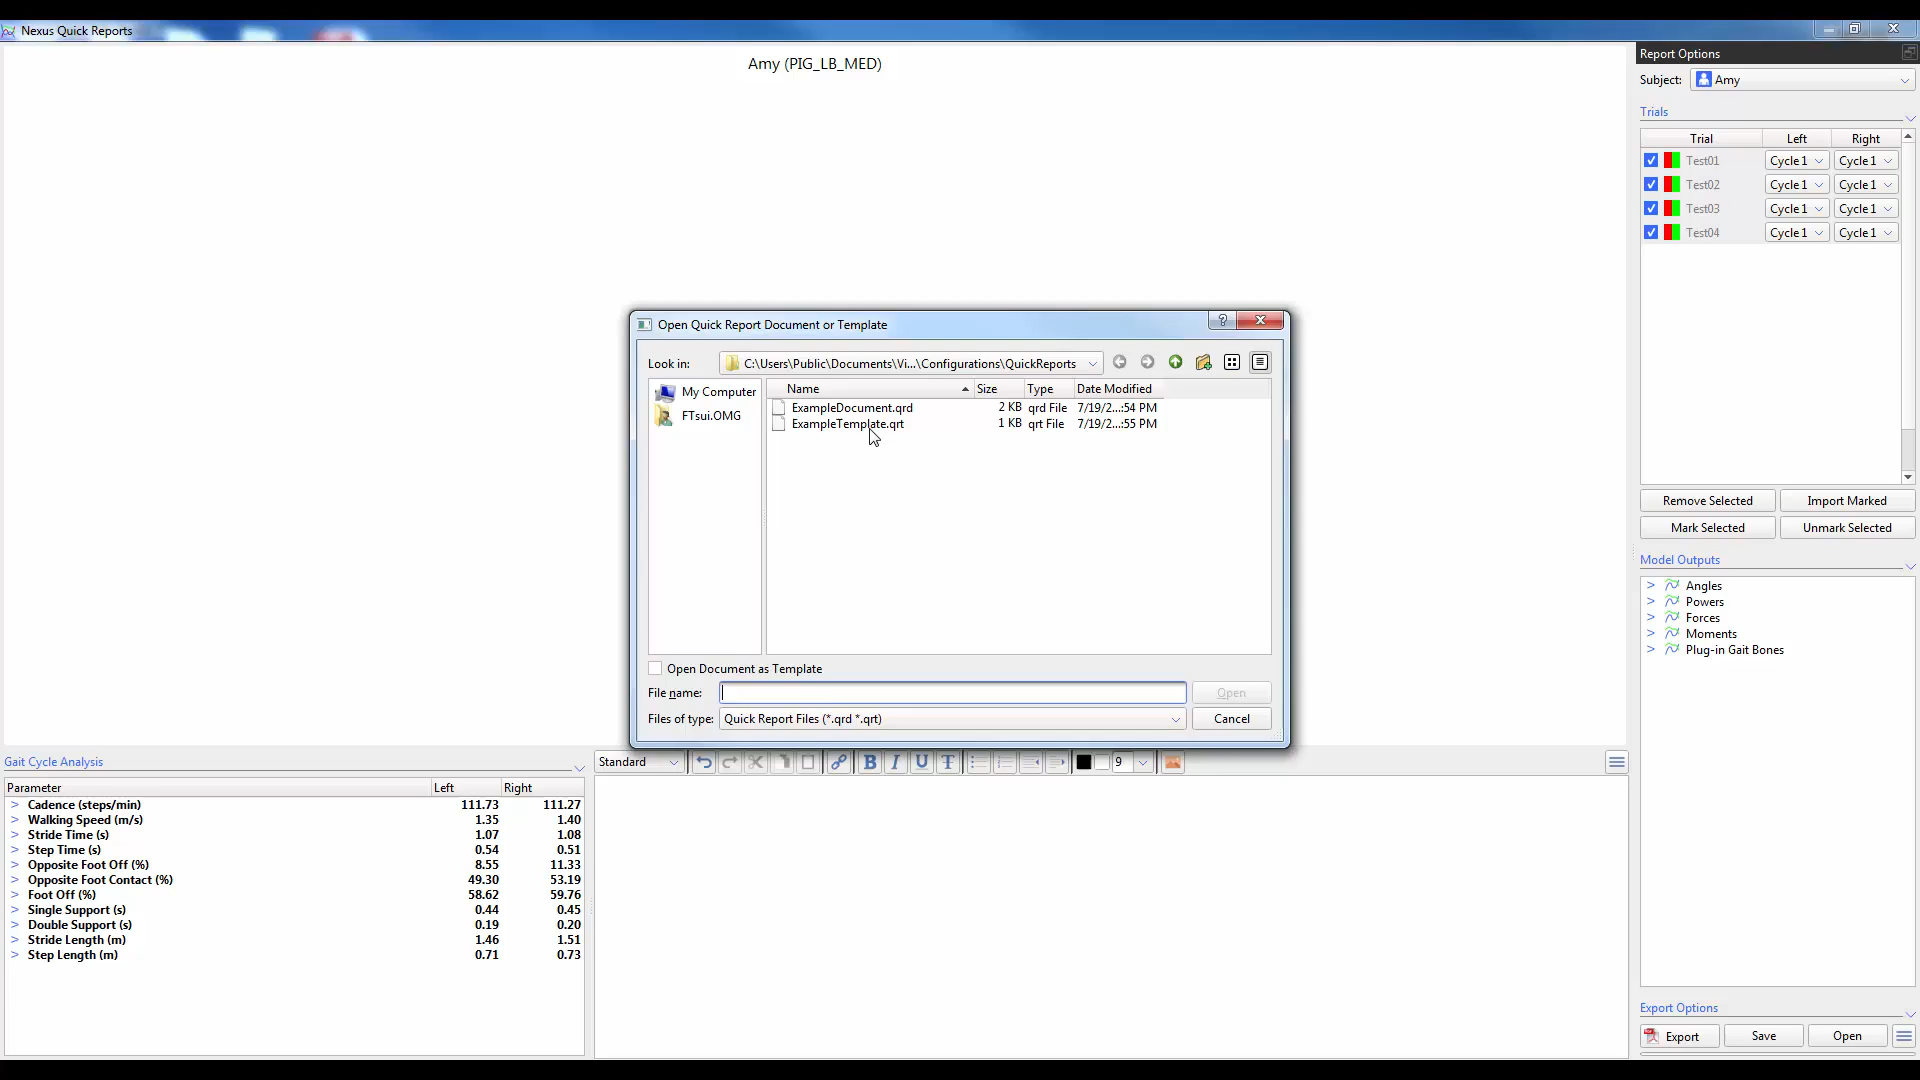 Nexus Quick Reports
Amy (PIG_LB_MED)
Report Options
Subject: Amy
Trials
Trial Left Right
Test01 Cycle 1 Cycle 1
Test02 Cycle 1 Cycle 1
Test03 Cycle 1 Cycle 1
Test04 Cycle 1 Cycle 1
Remove Selected Import Marked
Mark Selected Unmark Selected
Model Outputs
> Angles
> Powers
> Forces
> Moments
> Plug-in Gait Bones
Export Options
Export Save Open
Open Quick Report Document or Template
Look in: C:\Users\Public\Documents\Vi...\Configurations\QuickReports
My Computer
FTsui.OMG
Name Size Type Date Modified
ExampleDocument.qrd 2 KB qrd File 7/19/2...:54 PM
ExampleTemplate.qrt 1 KB qrt File 7/19/2...:55 PM
Open Document as Template
File name: Open
Files of type: Quick Report Files (*.qrd *.qrt) Cancel
Gait Cycle Analysis
Parameter Left Right
> Cadence (steps/min) 111.73 111.27
> Walking Speed (m/s) 1.35 1.40
> Stride Time (s) 1.07 1.08
> Step Time (s) 0.54 0.51
> Opposite Foot Off (%) 8.55 11.33
> Opposite Foot Contact (%) 49.30 53.19
> Foot Off (%) 58.62 59.76
> Single Support (s) 0.44 0.45
> Double Support (s) 0.19 0.20
> Stride Length (m) 1.46 1.51
> Step Length (m) 0.71 0.73
Standard B I U T 9